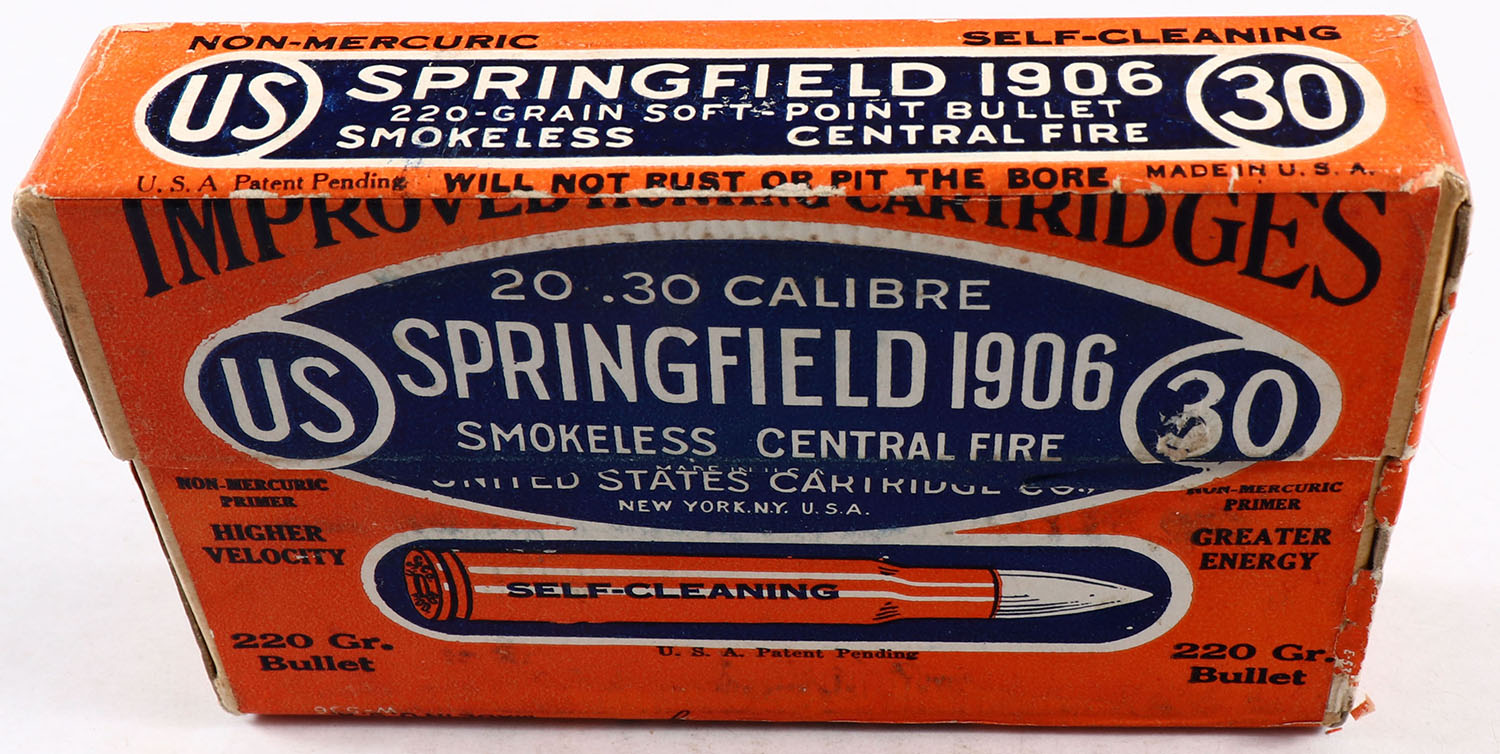 NON-MERCURIC SELF-CLEANING
US SPRINGFIELD 1906 30
220-GRAIN SOFT-POINT BULLET
SMOKELESS CENTRAL FIRE
U.S.A Patent Pending WILL NOT RUST OR PIT THE BORE MADE IN U.S.A.
IMPROVED HUNTING CARTRIDGES
20 .30 CALIBRE
US SPRINGFIELD 1906 30
SMOKELESS CENTRAL FIRE
MADE IN U.S.A.
UNITED STATES CARTRIDGE CO.,
NEW YORK.N.Y. U.S.A.
NON-MERCURIC
PRIMER
HIGHER
VELOCITY
NON-MERCURIC
PRIMER
GREATER
ENERGY
SELF-CLEANING
220 Gr.
Bullet
U.S.A. Patent Pending
220 Gr.
Bullet